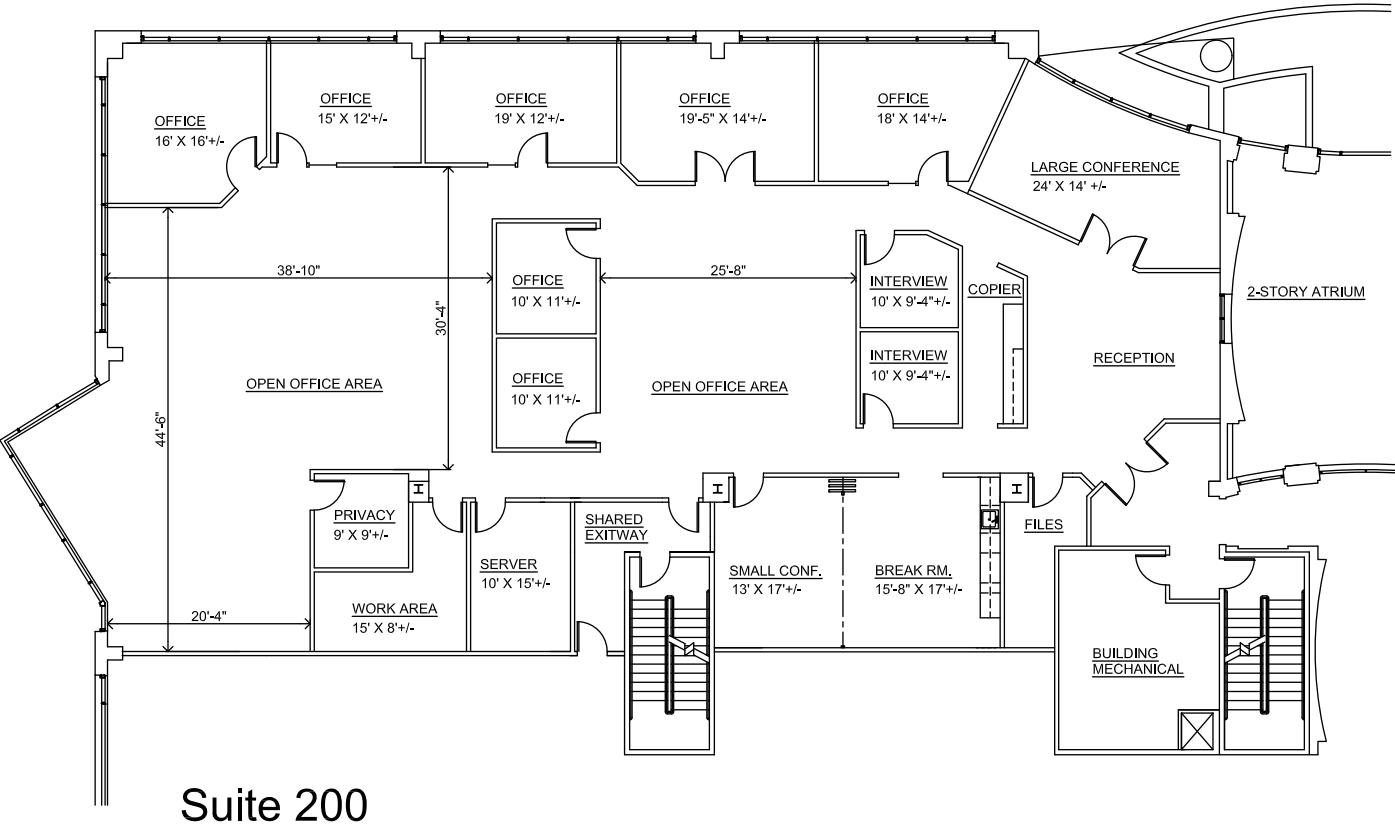 OFFICE
16' X 16'+/-
OFFICE
15' X 12'+/-
OFFICE
19' X 12'+/-
OFFICE
19'-5" X 14'+/-
OFFICE
18' X 14'+/-
LARGE CONFERENCE
24' X 14' +/-
38'-10"
OFFICE
10' X 11'+/-
25'-8"
INTERVIEW
10' X 9'-4"+/-
COPIER
2-STORY ATRIUM
30'-4"
OPEN OFFICE AREA
OFFICE
10' X 11'+/-
OPEN OFFICE AREA
INTERVIEW
10' X 9'-4"+/-
RECEPTION
44'-6"
H
H
H
PRIVACY
9' X 9'+/-
SHARED
EXITWAY
FILES
SERVER
10' X 15'+/-
SMALL CONF.
13' X 17'+/-
BREAK RM.
15'-8" X 17'+/-
20'-4"
WORK AREA
15' X 8'+/-
BUILDING
MECHANICAL
Suite 200